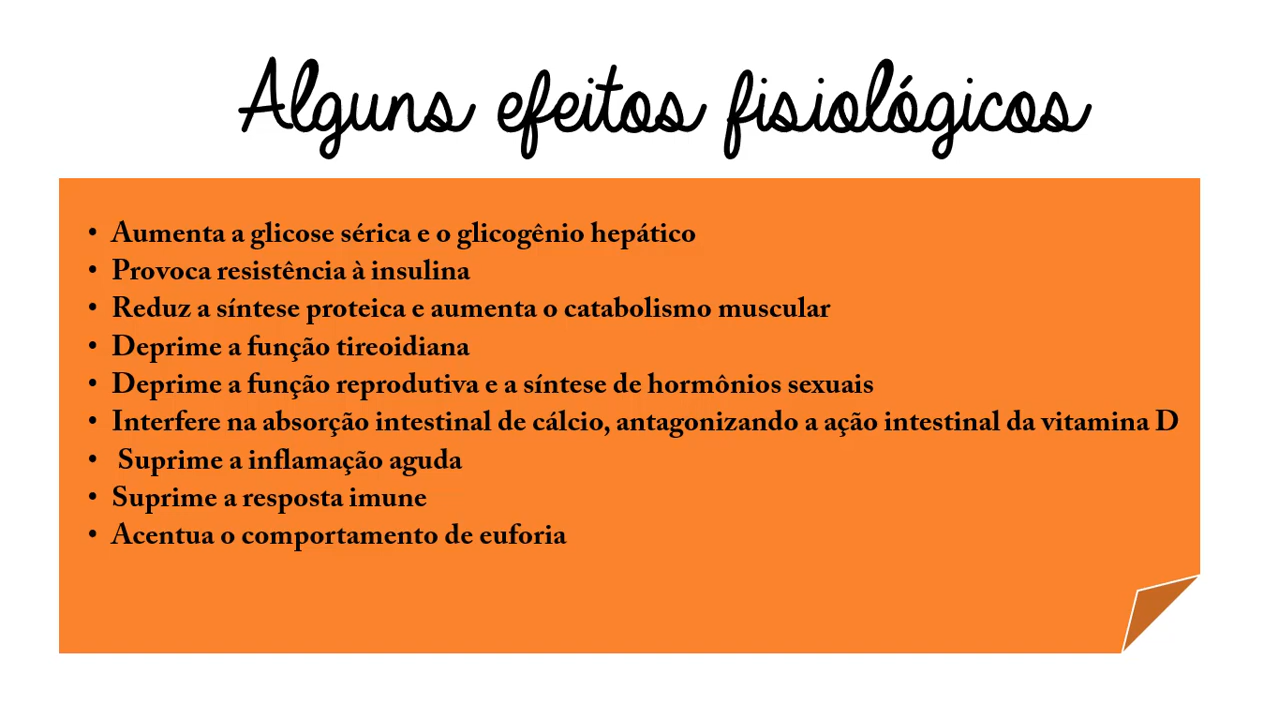 Alguns efeitos fisiológicos
• Aumenta a glicose sérica e o glicogênio hepático
• Provoca resistência à insulina
• Reduz a síntese proteica e aumenta o catabolismo muscular
• Deprime a função tireoidiana
• Deprime a função reprodutiva e a síntese de hormônios sexuais
• Interfere na absorção intestinal de cálcio, antagonizando a ação intestinal da vitamina D
• Suprime a inflamação aguda
• Suprime a resposta imune
• Acentua o comportamento de euforia